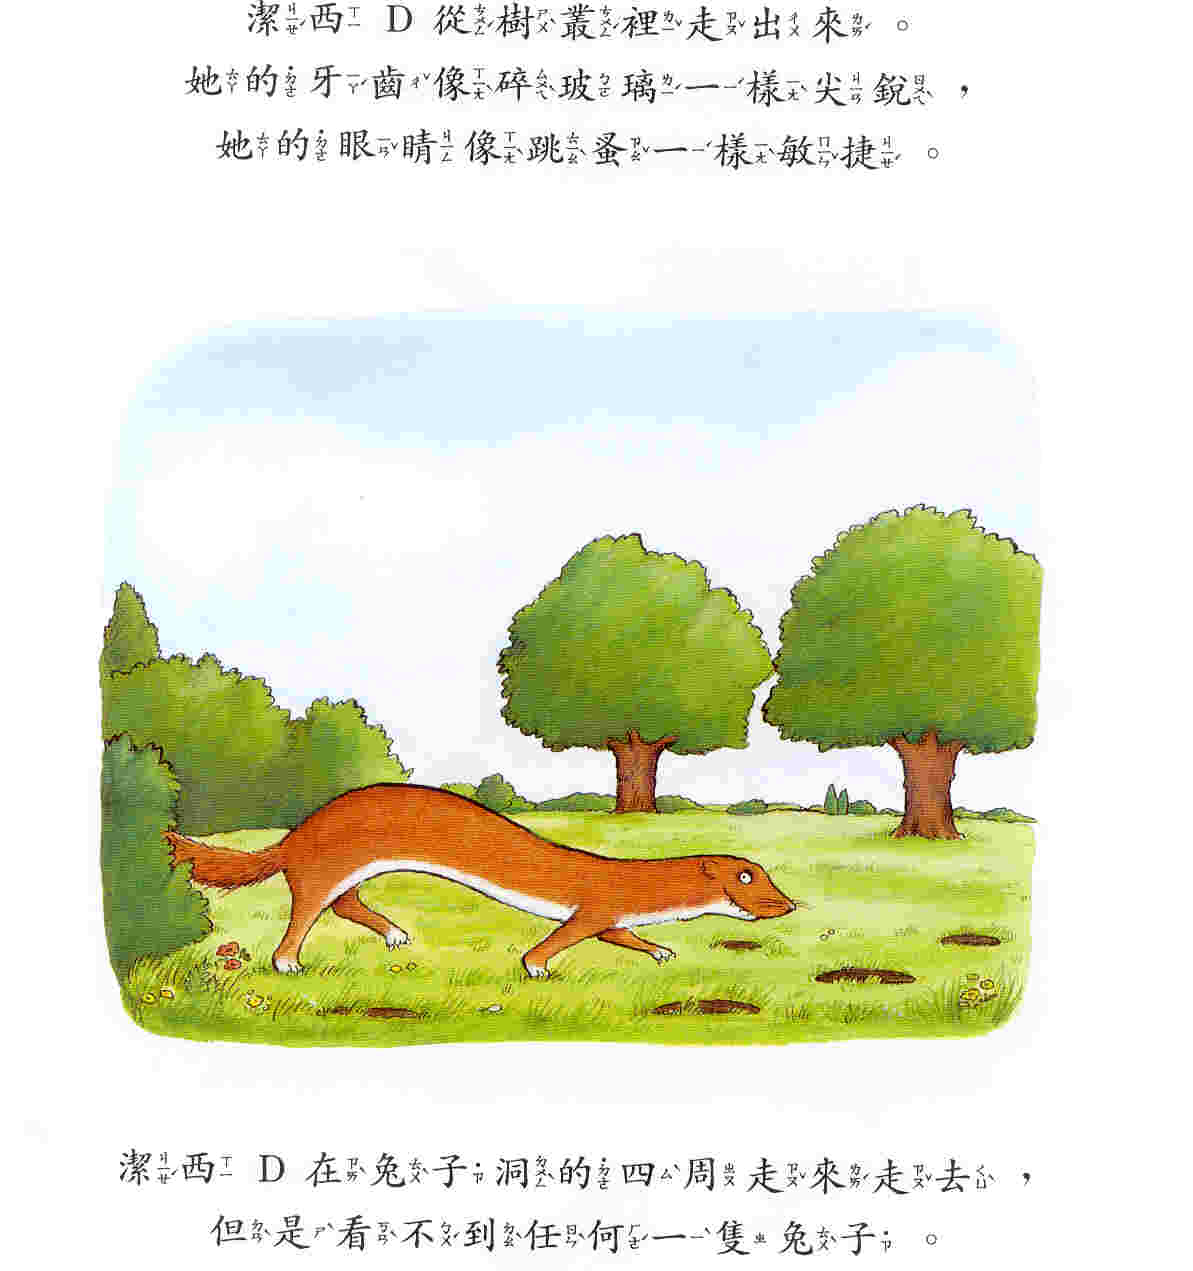 潔西 D 從樹叢裡走出來。
她的牙齒像碎玻璃一樣尖銳，
她的眼睛像跳蚤一樣敏捷。
潔西 D 在兔子洞的四周走來走去，
但是看不到任何一隻兔子。